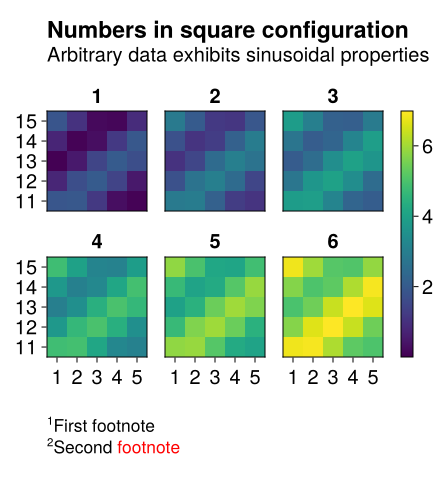 Numbers in square configuration
Arbitrary data exhibits sinusoidal properties
1 2 3
15
14
13
12
11
6
4
2
4 5 6
15
14
13
12
11
1 2 3 4 5 1 2 3 4 5 1 2 3 4 5
¹First footnote
²Second footnote